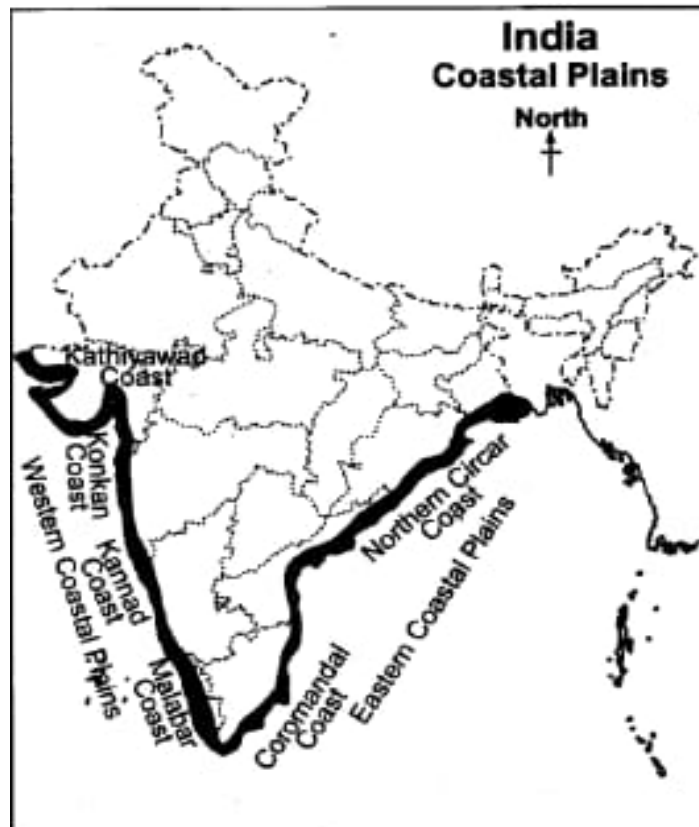 India
Coastal Plains
North
Kathiyawad
Coast
Konkan
Coast
Kannad
Coast
Malabar
Coast
Western Coastal Plains
Northern Circar
Coast
Eastern Coastal Plains
Coromandal
Coast